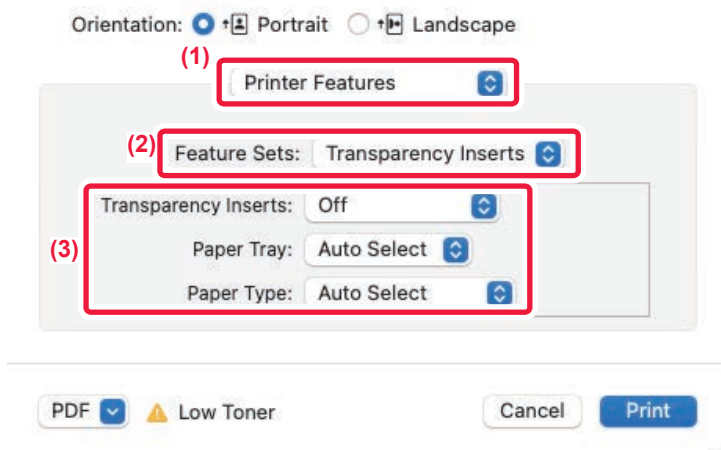 Orientation: Portrait Landscape
(1)
Printer Features
(2)
Feature Sets: Transparency Inserts
Transparency Inserts: Off
(3)
Paper Tray: Auto Select
Paper Type: Auto Select
PDF Low Toner Cancel Print